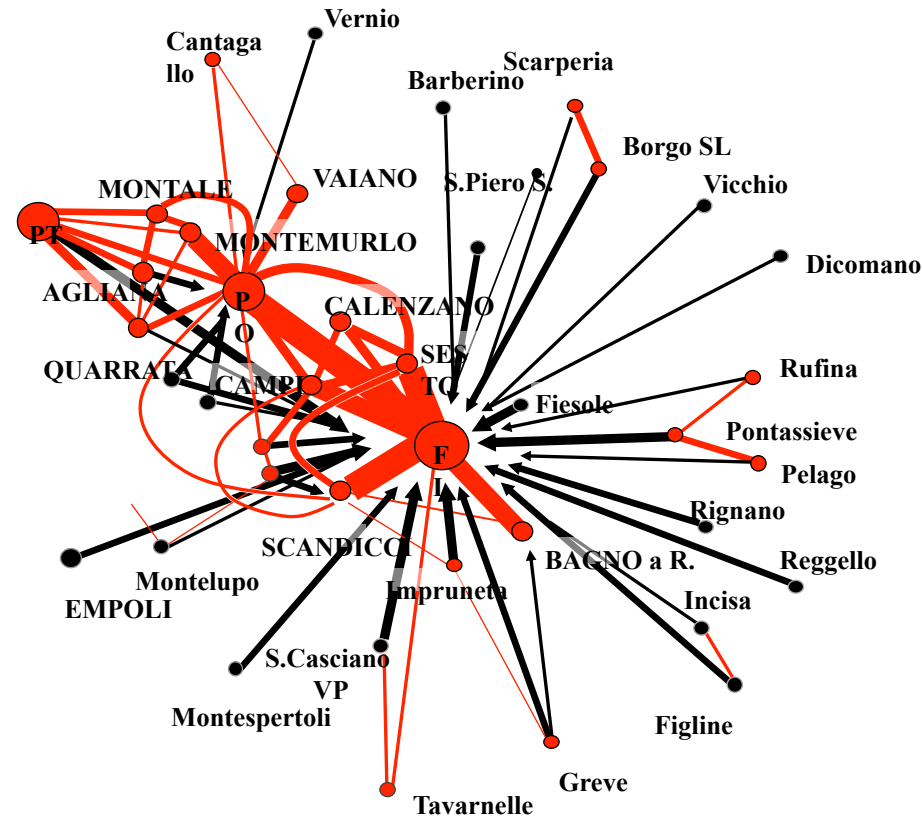 Vernio
Cantaga
llo
Scarperia
Barberino
Borgo SL
S.Piero S.
Vicchio
VAIANO
MONTALE
PT
MONTEMURLO
Dicomano
AGLIANA
P
O
CALENZANO
SES
TO
QUARRATA
CAMPI
Rufina
Fiesole
Pontassieve
F
I
Pelago
Rignano
SCANDICCI
BAGNO a R.
Reggello
Montelupo
EMPOLI
Impruneta
Incisa
S.Casciano
VP
Montespertoli
Figline
Greve
Tavarnelle